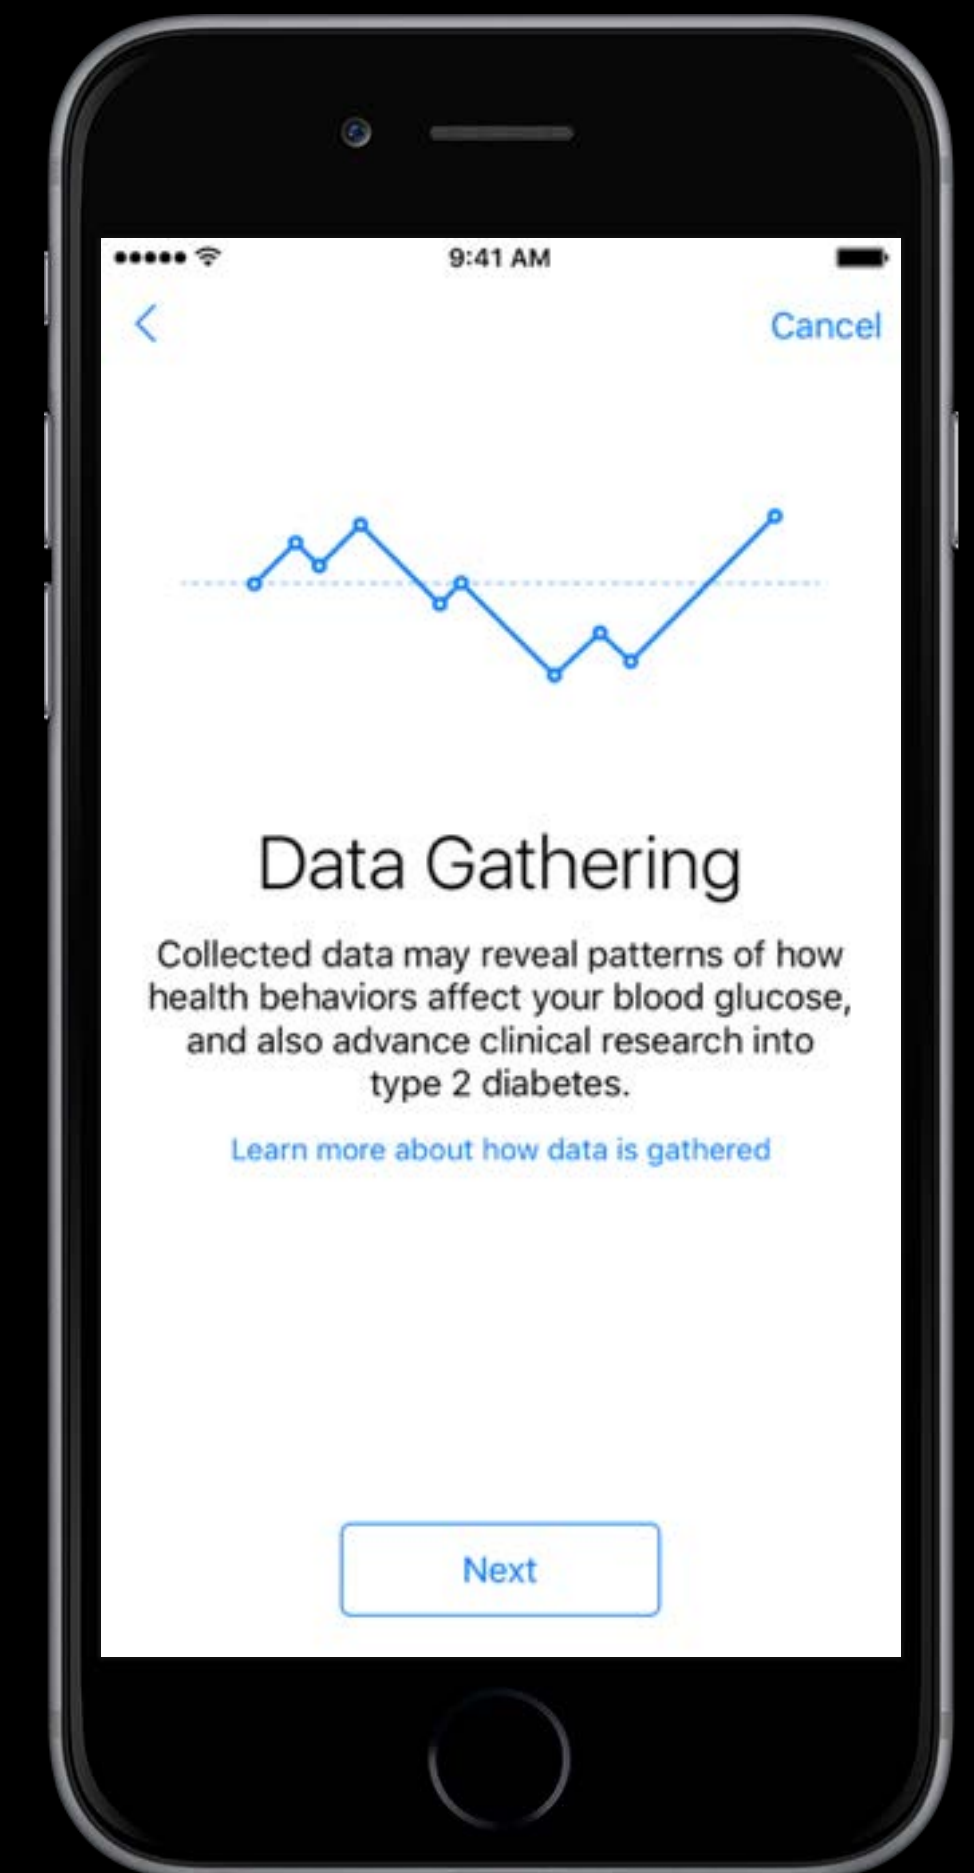 9:41 AM
Cancel
Data Gathering
Collected data may reveal patterns of how
health behaviors affect your blood glucose,
and also advance clinical research into
type 2 diabetes.
Learn more about how data is gathered
Next